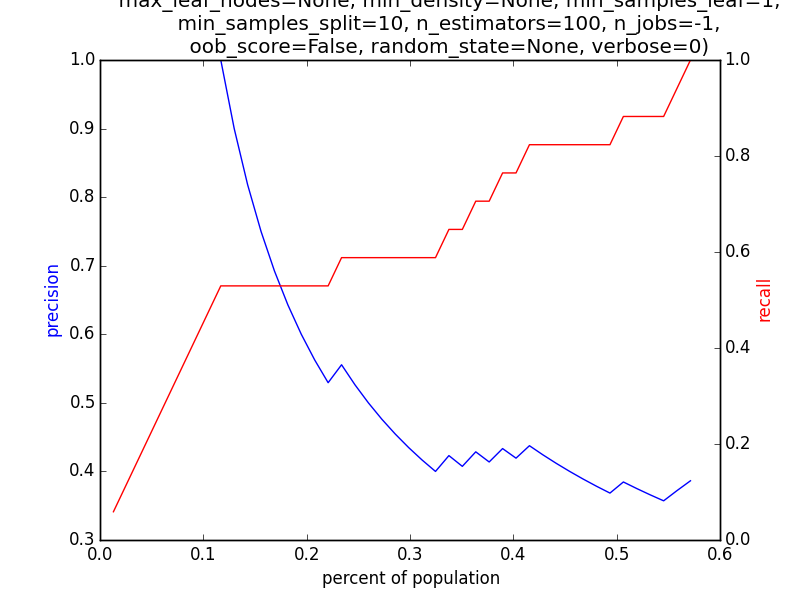 max_leaf_nodes=None, min_density=None, min_samples_leaf=1,
min_samples_split=10, n_estimators=100, n_jobs=-1,
oob_score=False, random_state=None, verbose=0)
1.0
0.9
0.8
0.7
0.6
0.5
0.4
0.3
precision
1.0
0.8
0.6
0.4
0.2
0.0
recall
0.0 0.1 0.2 0.3 0.4 0.5 0.6
percent of population